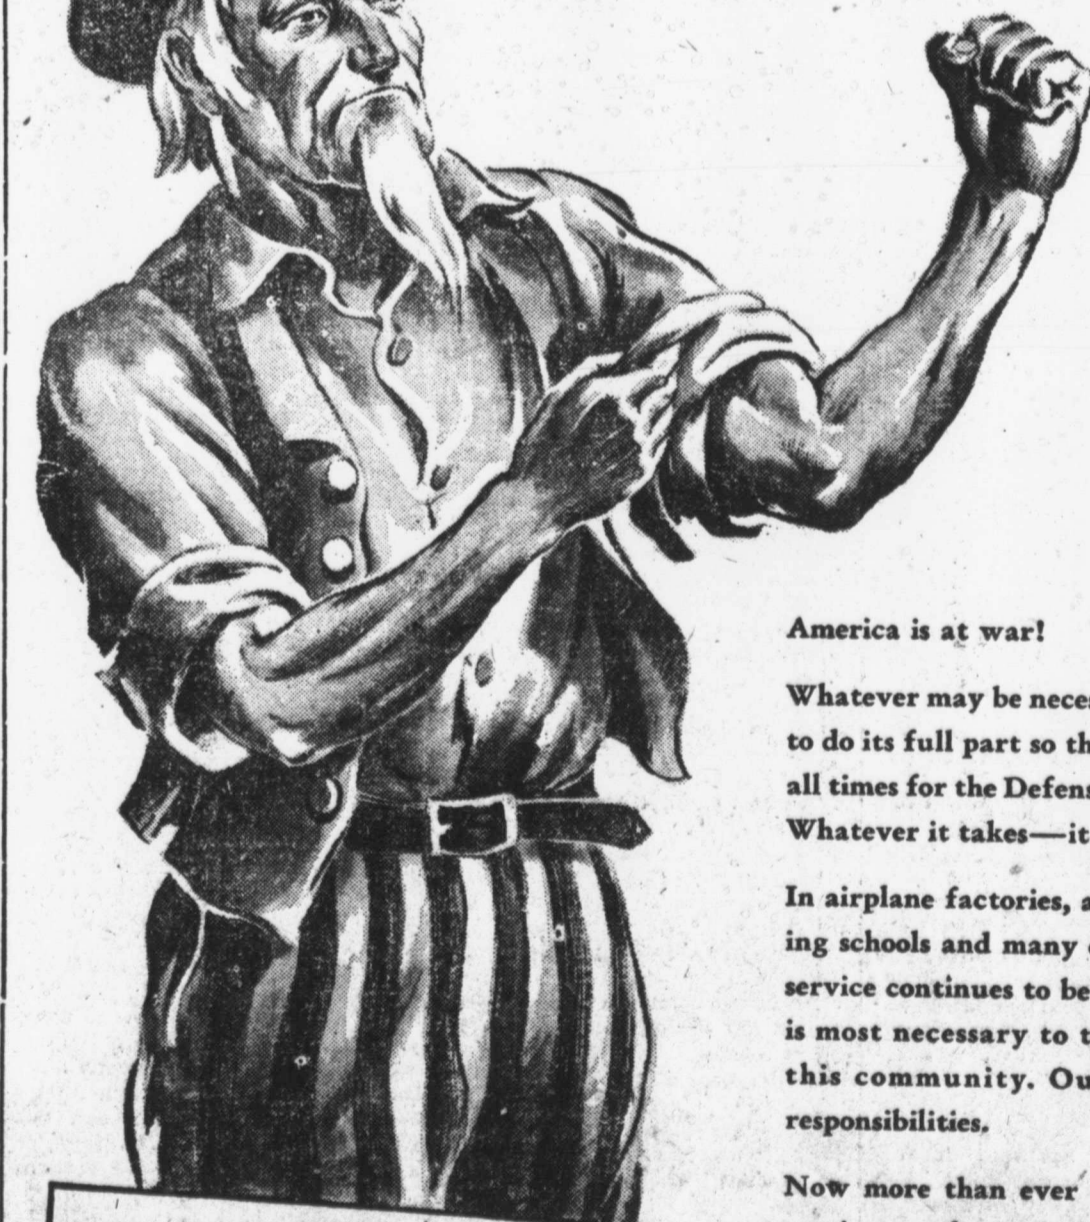 America is at war!
Whatever may be neces
to do its full part so th
all times for the Defens
Whatever it takes—it
In airplane factories, a
ing schools and many
service continues to be
is most necessary to t
this community. Ou
responsibilities.
Now more than ever